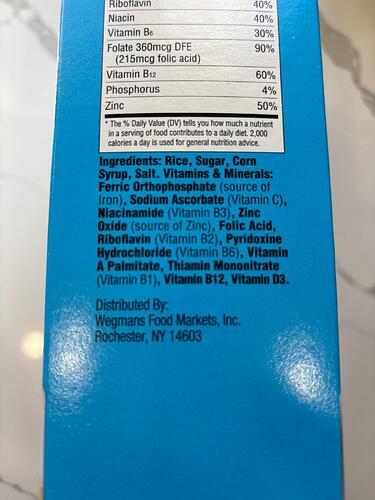 Riboflavin 40%
Niacin 40%
Vitamin B6 30%
Folate 360mcg DFE 90%
(215mcg folic acid)
Vitamin B12 60%
Phosphorus 4%
Zinc 50%
* The % Daily Value (DV) tells you how much a nutrient
in a serving of food contributes to a daily diet. 2,000
calories a day is used for general nutrition advice.
Ingredients: Rice, Sugar, Corn
Syrup, Salt. Vitamins & Minerals:
Ferric Orthophosphate (source of
Iron), Sodium Ascorbate (Vitamin C),
Niacinamide (Vitamin B3), Zinc
Oxide (source of Zinc), Folic Acid,
Riboflavin (Vitamin B2), Pyridoxine
Hydrochloride (Vitamin B6), Vitamin
A Palmitate, Thiamin Mononitrate
(Vitamin B1), Vitamin B12, Vitamin D3.
Distributed By:
Wegmans Food Markets, Inc.
Rochester, NY 14603